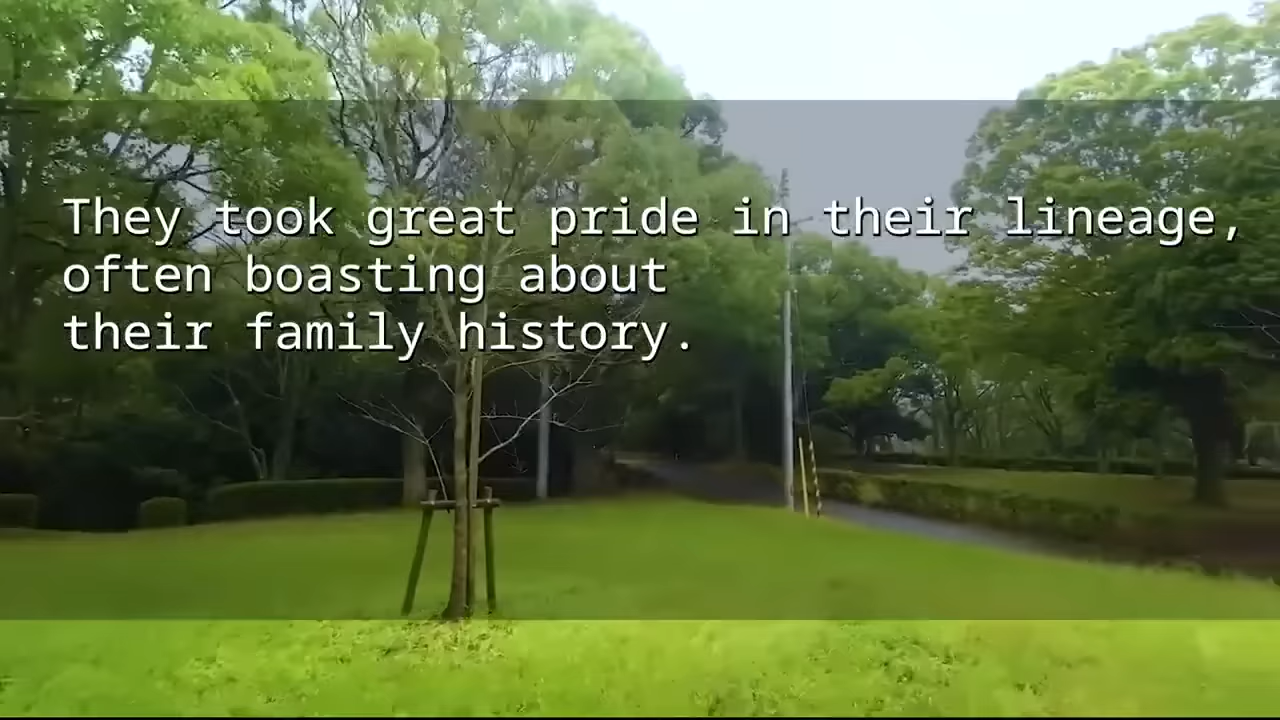 They took great pride in their lineage,
often boasting about
their family history.